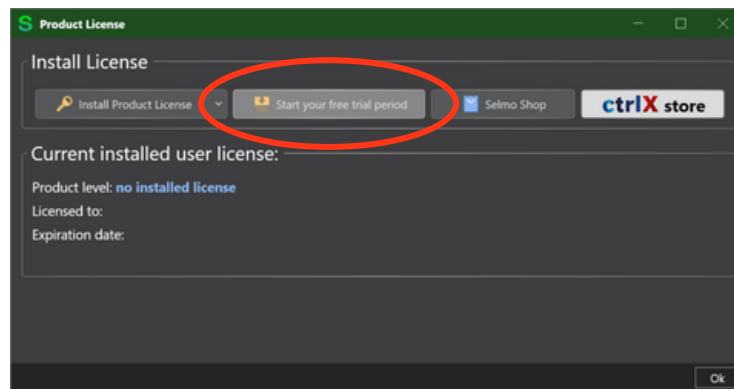 Product License
Install License
Install Product License
Start your free trial period
Selmo Shop
ctrlX store
Current installed user license:
Product level: no installed license
Licensed to:
Expiration date:
Ok